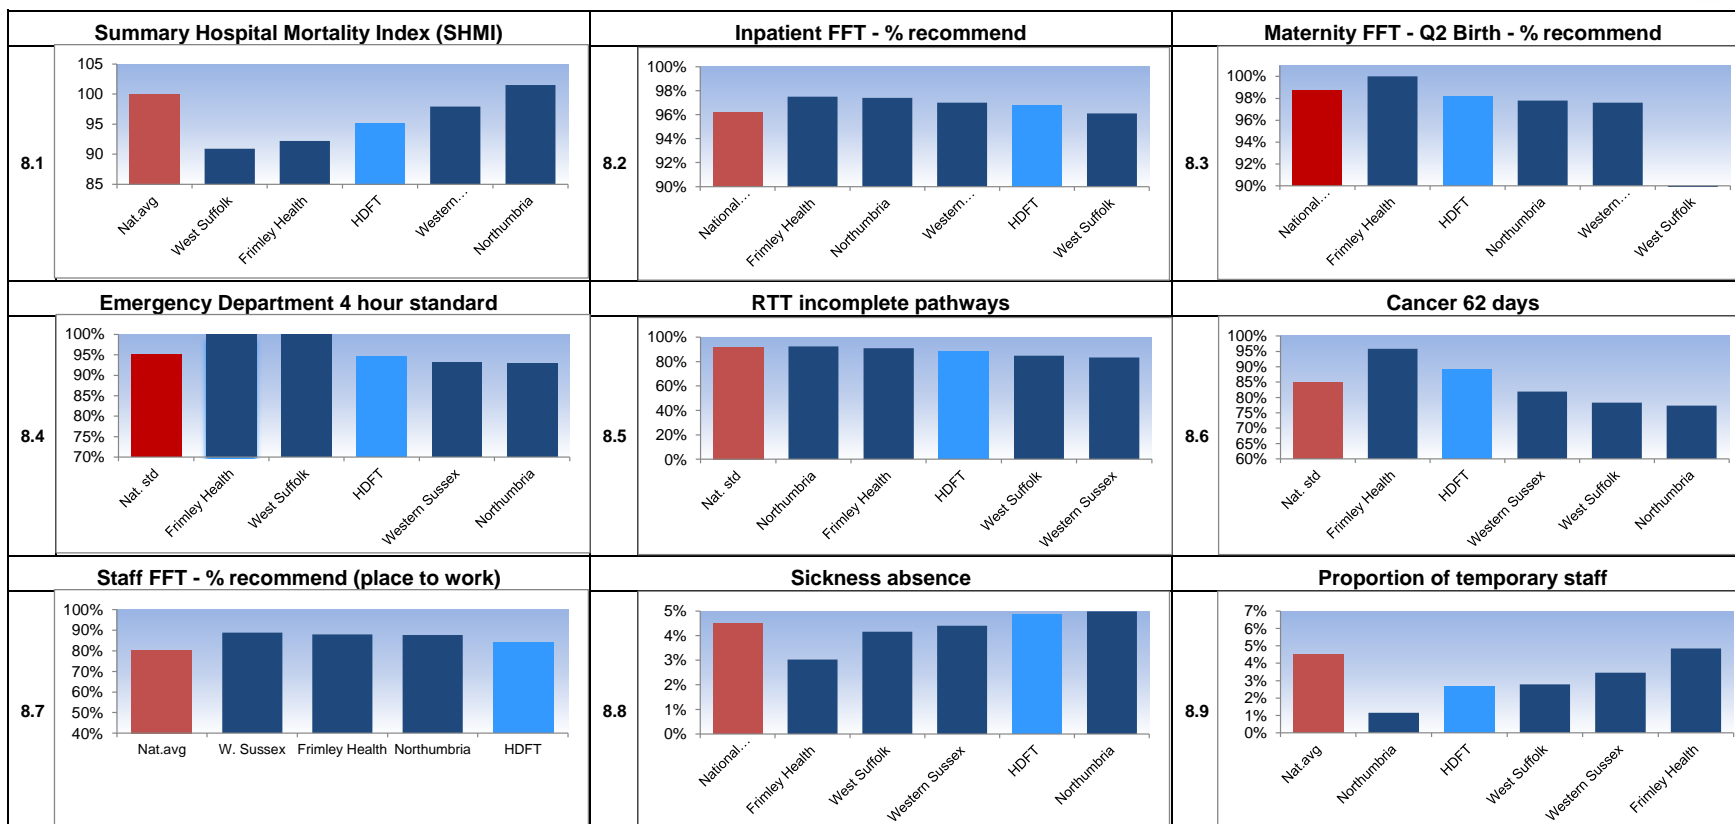 Summary Hospital Mortality Index (SHMI)
8.1
105
100
95
90
85
Nat.avg
West Suffolk
Frimley Health
HDFT
Western...
Northumbria
Inpatient FFT - % recommend
8.2
100%
98%
96%
94%
92%
90%
National...
Frimley Health
Northumbria
Western...
HDFT
West Suffolk
Maternity FFT - Q2 Birth - % recommend
8.3
100%
98%
96%
94%
92%
90%
National...
Frimley Health
HDFT
Northumbria
Western...
West Suffolk
Emergency Department 4 hour standard
8.4
100%
95%
90%
85%
80%
75%
70%
Nat. std
Frimley Health
West Suffolk
HDFT
Western Sussex
Northumbria
RTT incomplete pathways
8.5
100%
80%
60%
40%
20%
0%
Nat. std
Northumbria
Frimley Health
HDFT
West Suffolk
Western Sussex
Cancer 62 days
8.6
100%
95%
90%
85%
80%
75%
70%
65%
60%
Nat. std
Frimley Health
HDFT
Western Sussex
West Suffolk
Northumbria
Staff FFT - % recommend (place to work)
8.7
100%
90%
80%
70%
60%
50%
40%
Nat.avg
W. Sussex
Frimley Health
Northumbria
HDFT
Sickness absence
8.8
5%
4%
3%
2%
1%
0%
National...
Frimley Health
West Suffolk
Western Sussex
HDFT
Northumbria
Proportion of temporary staff
8.9
7%
6%
5%
4%
3%
2%
1%
0%
Nat.avg
Northumbria
HDFT
West Suffolk
Western Sussex
Frimley Health